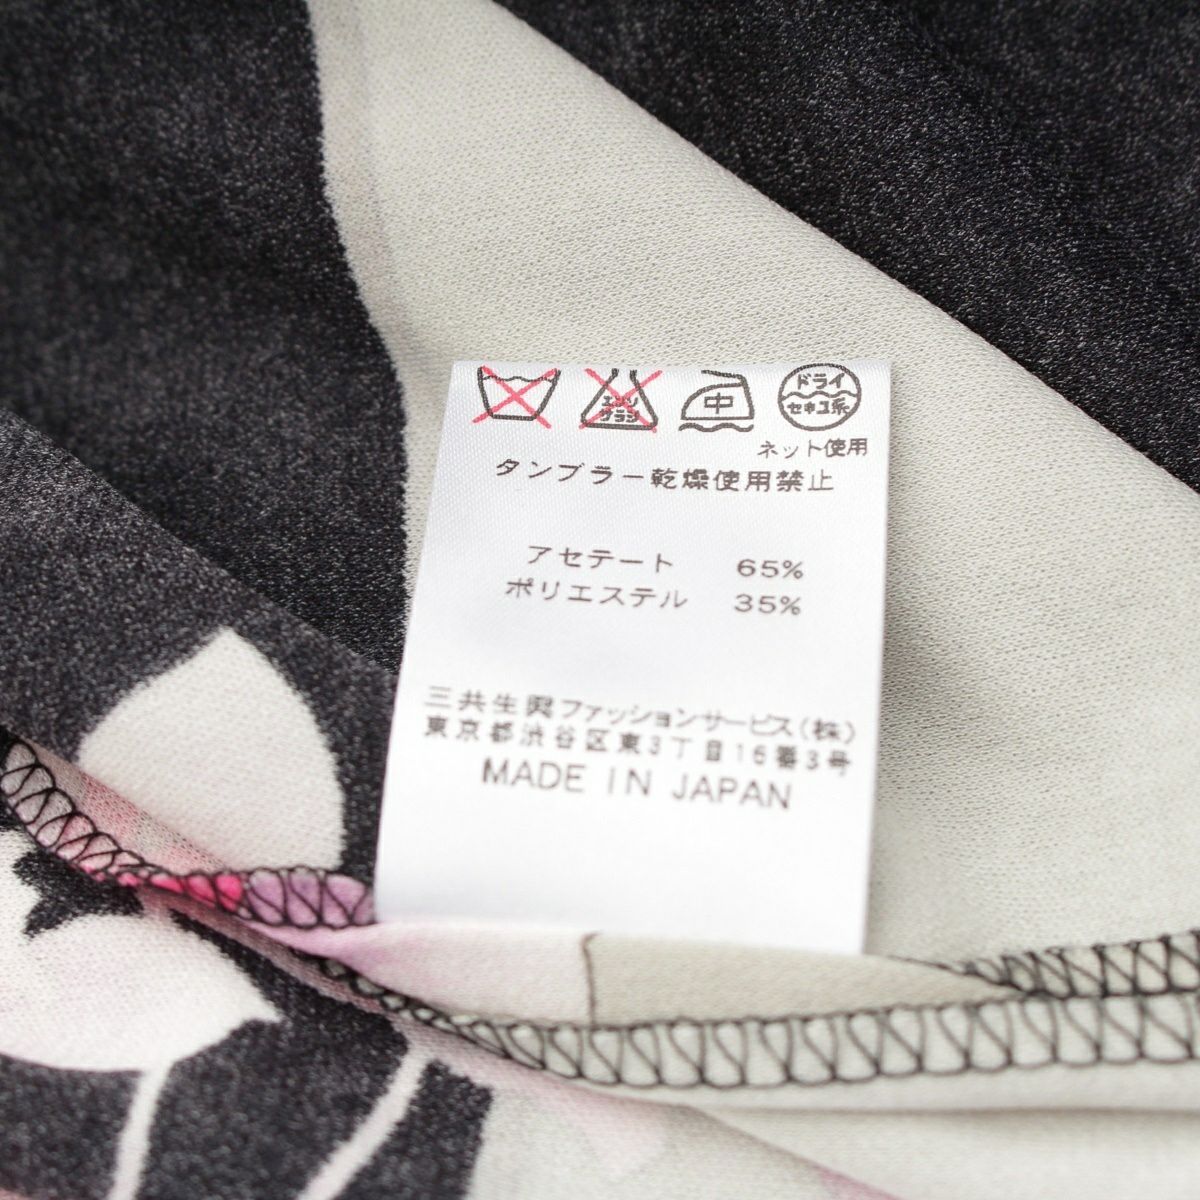 エンソ
サラシ
中
ドライ
セキユ系
ネット使用
タンブラー乾燥使用禁止
アセテート 65%
ポリエステル 35%
三共生興ファッションサービス(株)
東京都渋谷区東3丁目16番3号
MADE IN JAPAN